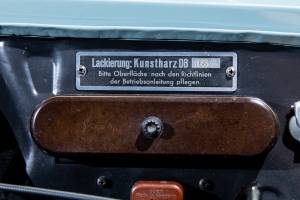 Lackierung: Kunstharz DB
Bitte Oberfläche nach den Richtlinien
der Betriebsanleitung pflegen.